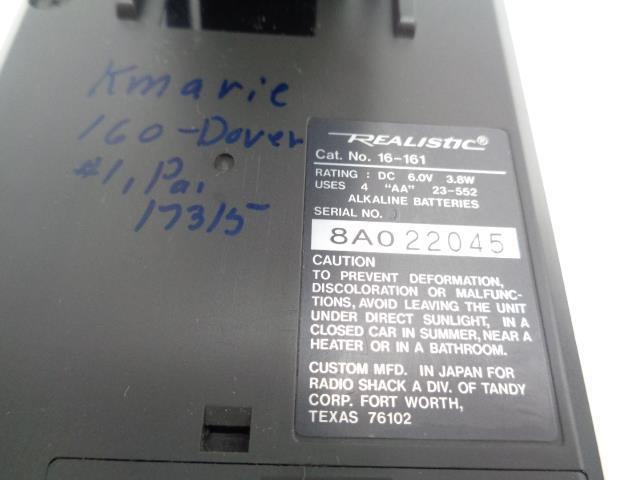 Kmarie
160-Dover
#1, Pa,
17315
REALISTIC®
Cat. No. 16-161
RATING : DC 6.0V 3.8W
USES 4 "AA" 23-552
ALKALINE BATTERIES
SERIAL NO.
8A022045
CAUTION
TO PREVENT DEFORMATION,
DISCOLORATION OR MALFUNC-
TIONS, AVOID LEAVING THE UNIT
UNDER DIRECT SUNLIGHT, IN A
CLOSED CAR IN SUMMER, NEAR A
HEATER OR IN A BATHROOM.
CUSTOM MFD. IN JAPAN FOR
RADIO SHACK A DIV. OF TANDY
CORP. FORT WORTH,
TEXAS 76102